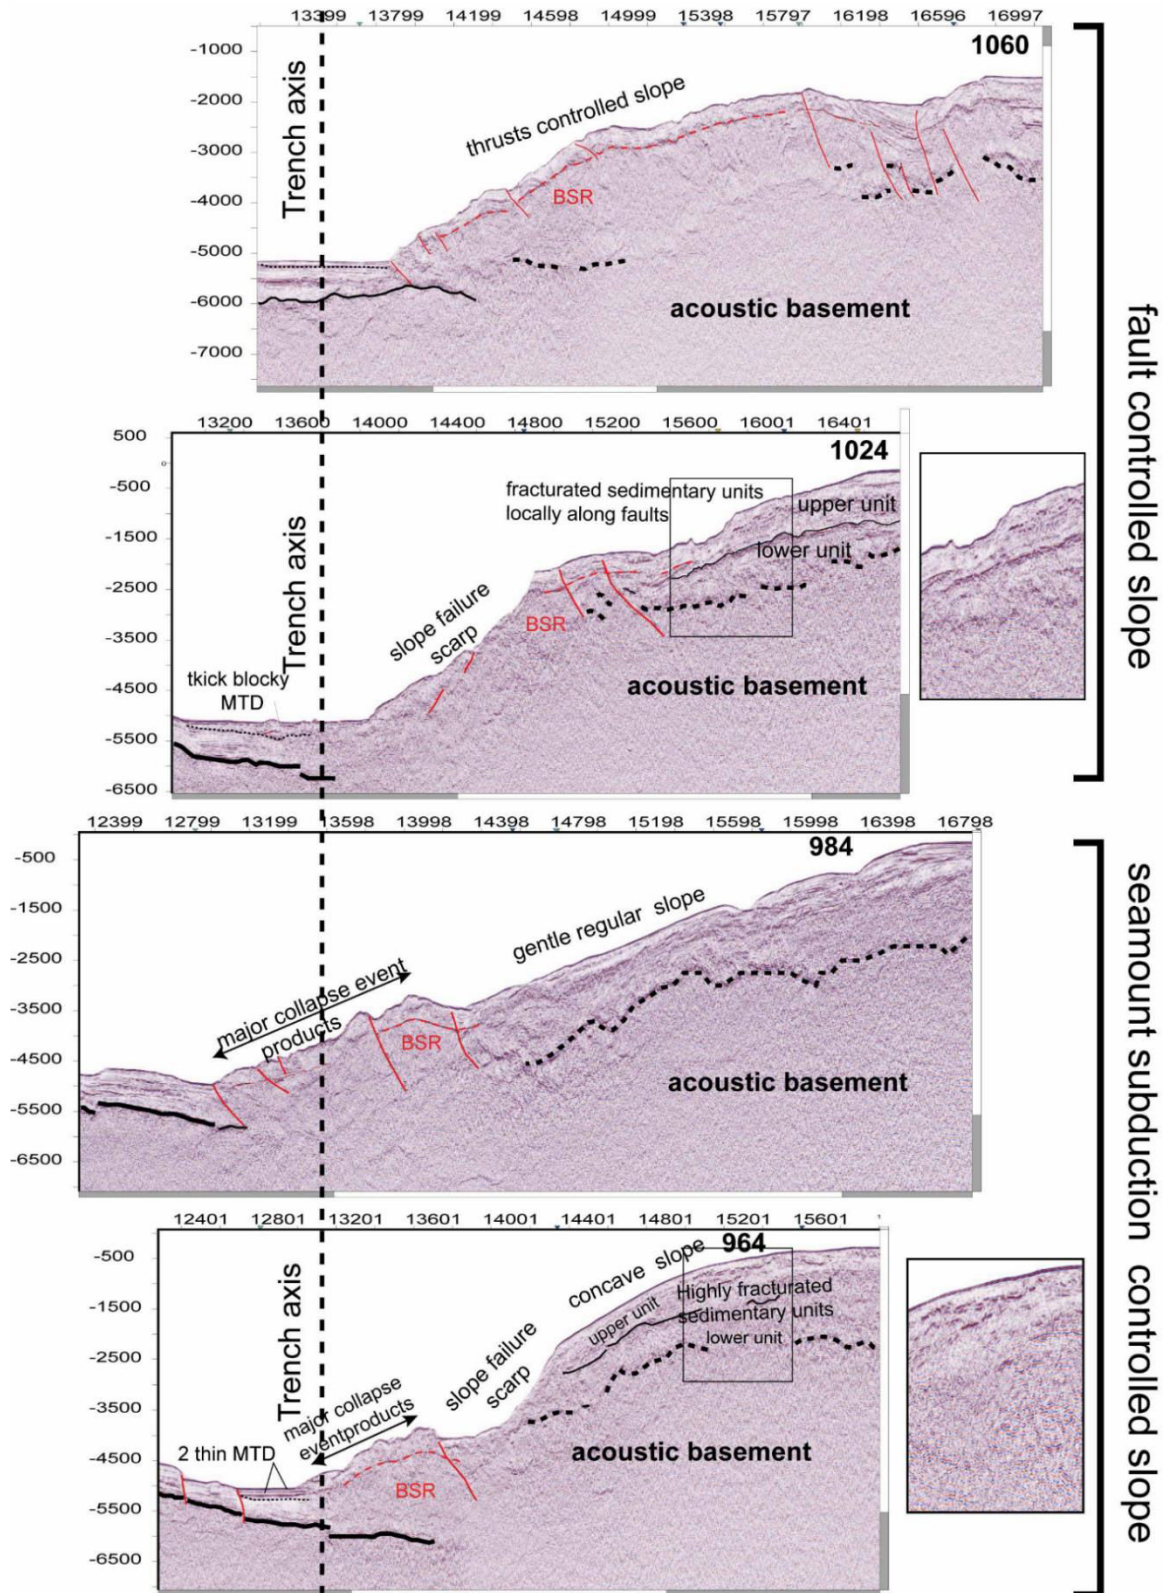 13399 13799 14199 14598 14999 15398 15797 16198 16596 16997
1060
-1000
-2000
-3000
-4000
-5000
-6000
-7000
Trench axis
thrusts controlled slope
BSR
acoustic basement
fault controlled slope
13200 13600 14000 14400 14800 15200 15600 16001 16401
1024
500
0
-500
-1500
-2500
-3500
-4500
-5500
-6500
Trench axis
fracturated sedimentary units
locally along faults
upper unit
lower unit
slope failure
scarp
BSR
tkick blocky
MTD
acoustic basement
12399 12799 13199 13598 13998 14398 14798 15198 15598 15998 16398 16798
984
-500
-1500
-2500
-3500
-4500
-5500
-6500
gentle regular slope
major collapse event
products
BSR
acoustic basement
seamount subduction controlled slope
12401 12801 13201 13601 14001 14401 14801 15201 15601
964
-500
-1500
-2500
-3500
-4500
-5500
-6500
Trench axis
concave slope
upper unit
Highly fracturated
sedimentary units
lower unit
slope failure
scarp
major collapse
eventproducts
2 thin MTD
BSR
acoustic basement